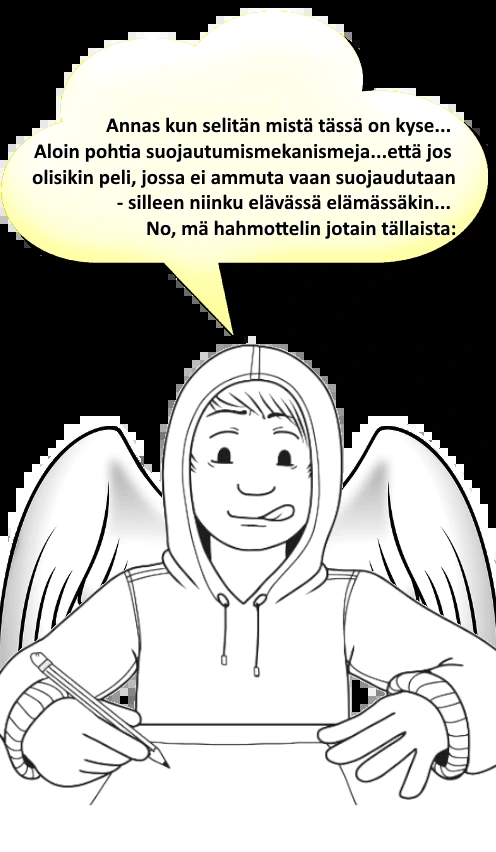 Annas kun selitän mistä tässä on kyse...
Aloin pohtia suojautumismekanismeja...että jos
olisikin peli, jossa ei ammuta vaan suojaudutaan
- silleen niinku elävässä elämässäkin...
No, mä hahmottelin jotain tällaista: